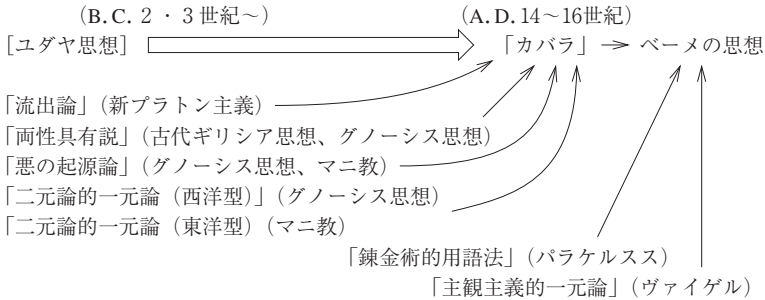 (B.C. 2・3世紀～) (A.D. 14～16世紀)
[ユダヤ思想] 「カバラ」 ベーメの思想
「流出論」(新プラトン主義)
「両性具有説」(古代ギリシア思想、グノーシス思想)
「悪の起源論」(グノーシス思想、マニ教)
「二元論的一元論(西洋型)」(グノーシス思想)
「二元論的一元論(東洋型)(マニ教)
「錬金術的用語法」(パラケルスス)
「主観主義的一元論」(ヴァイゲル)